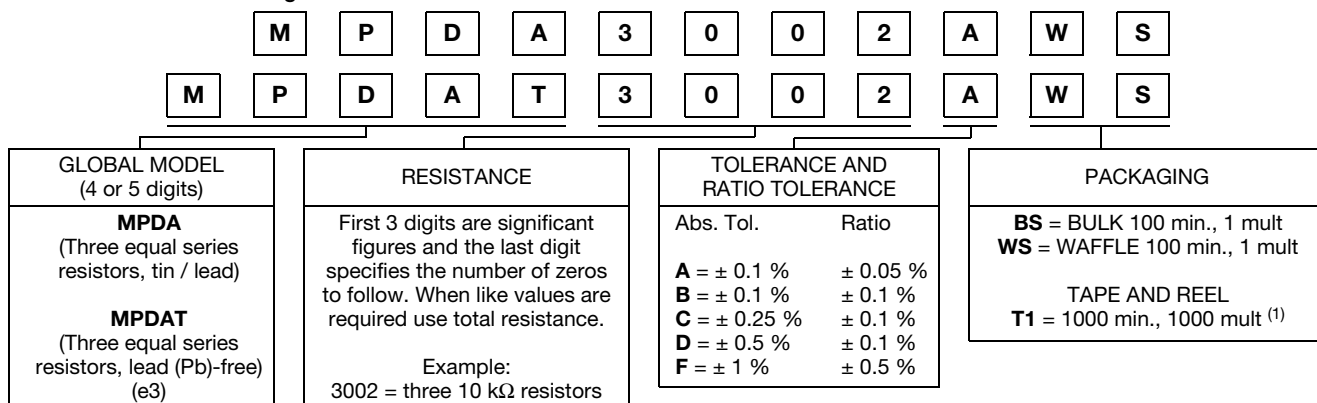 M P D A 3 0 0 2 A W S
M P D A T 3 0 0 2 A W S
GLOBAL MODEL
(4 or 5 digits)
MPDA
(Three equal series
resistors, tin / lead)
MPDAT
(Three equal series
resistors, lead (Pb)-free)
(e3)
RESISTANCE
First 3 digits are significant
figures and the last digit
specifies the number of zeros
to follow. When like values are
required use total resistance.
Example:
3002 = three 10 kΩ resistors
TOLERANCE AND
RATIO TOLERANCE
Abs. Tol. Ratio
A = ± 0.1 % ± 0.05 %
B = ± 0.1 % ± 0.1 %
C = ± 0.25 % ± 0.1 %
D = ± 0.5 % ± 0.1 %
F = ± 1 % ± 0.5 %
PACKAGING
BS = BULK 100 min., 1 mult
WS = WAFFLE 100 min., 1 mult
TAPE AND REEL
T1 = 1000 min., 1000 mult (1)